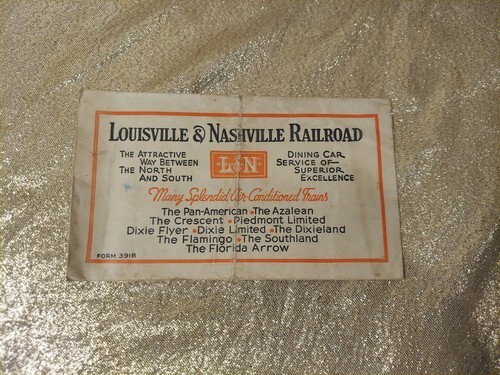 LOUISVILLE & NASHVILLE RAILROAD
THE ATTRACTIVE
WAY BETWEEN
THE NORTH
AND SOUTH
L&N
DINING CAR
SERVICE OF
SUPERIOR
EXCELLENCE
Many Splendid Air-Conditioned Trains
The Pan-American • The Azalean
The Crescent • Piedmont Limited
Dixie Flyer • Dixie Limited • The Dixieland
The Flamingo • The Southland
The Florida Arrow
FORM 3918